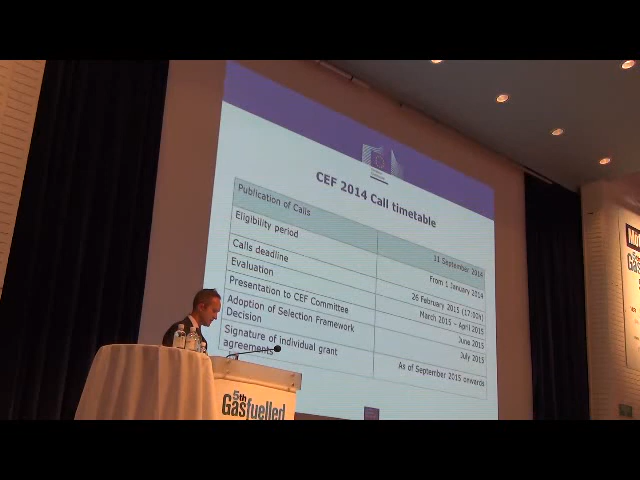 CEF 2014 Call timetable
Publication of Calls
31 September 2014
Eligibility period
From 1 January 2014
Calls deadline
26 February 2015 (17:00h)
Evaluation
March 2015 – April 2015
Presentation to CEF Committee
June 2015
Adoption of Selection Framework
Decision
July 2015
Signature of individual grant
agreements
As of September 2015 onwards
5th
Gasfuelled
5th